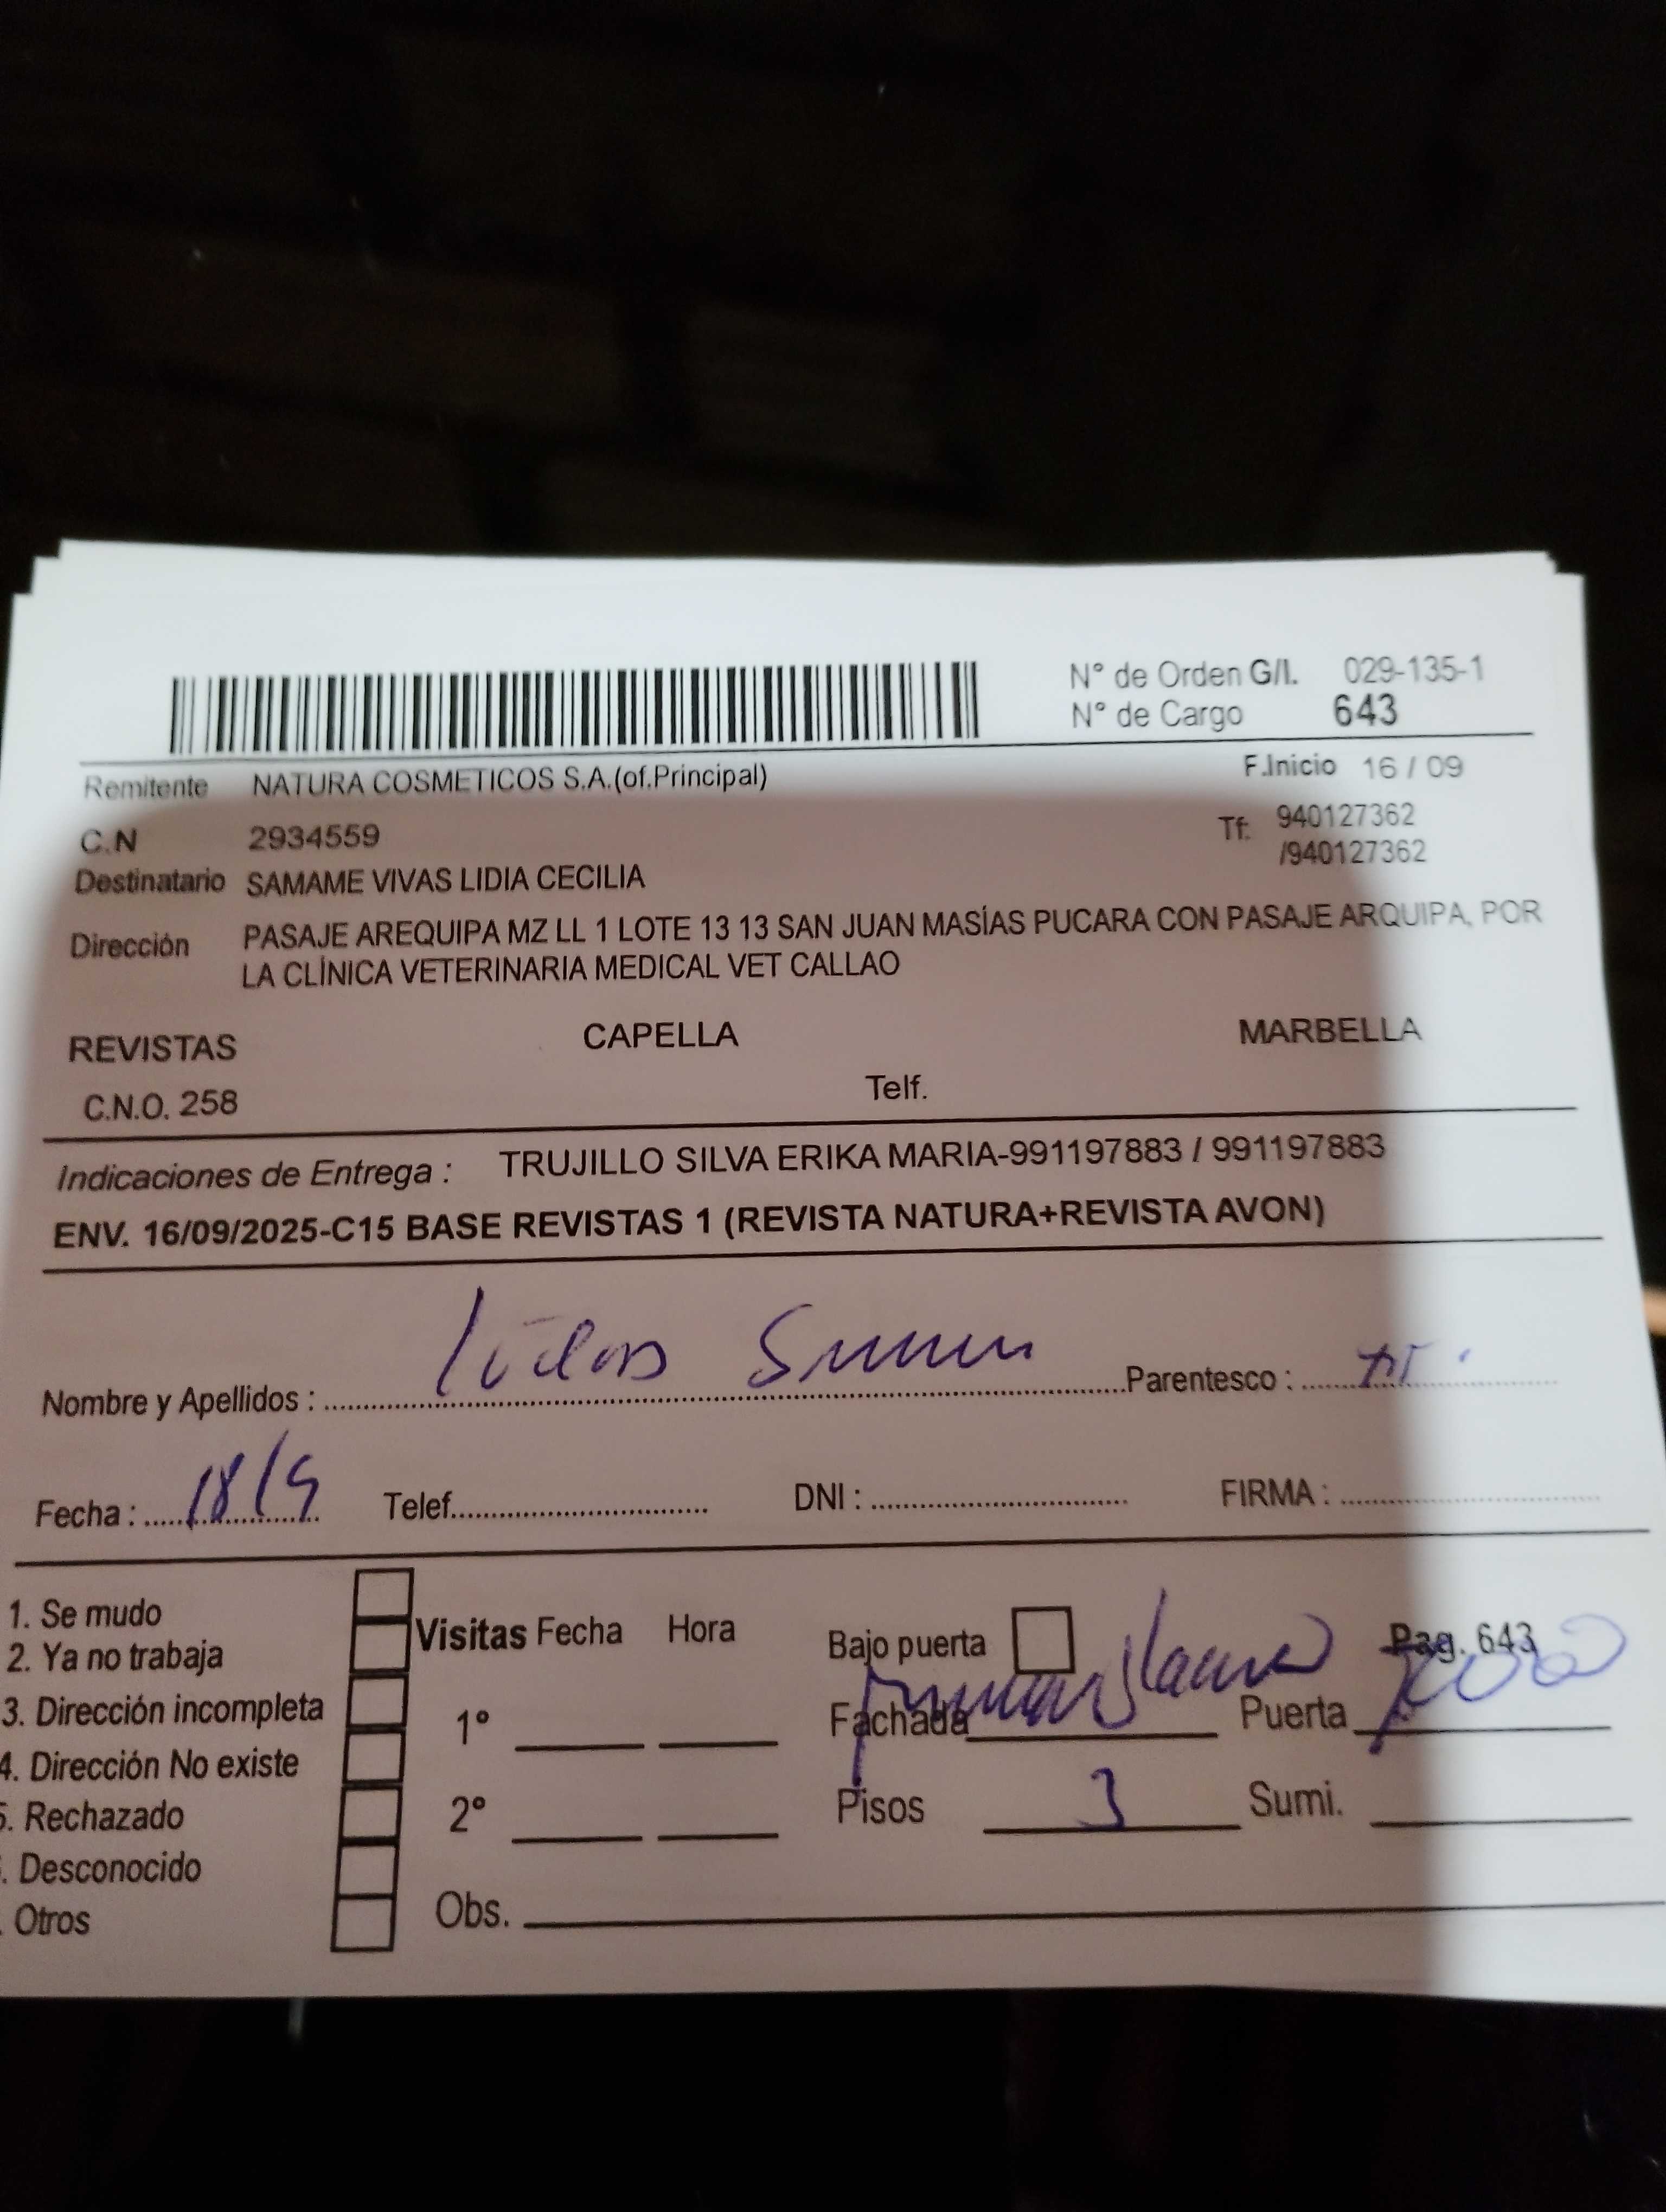 N° de Orden G/I. 029-135-1
N° de Cargo 643
Remitente NATURA COSMETICOS S.A.(of.Principal) F.Inicio 16 / 09
C.N 2934559 Tf: 940127362
/940127362
Destinatario SAMAME VIVAS LIDIA CECILIA
Dirección PASAJE AREQUIPA MZ LL 1 LOTE 13 13 SAN JUAN MASÍAS PUCARA CON PASAJE ARQUIPA, POR
LA CLÍNICA VETERINARIA MEDICAL VET CALLAO
REVISTAS CAPELLA MARBELLA
C.N.O. 258 Telf.
Indicaciones de Entrega : TRUJILLO SILVA ERIKA MARIA-991197883 / 991197883
ENV. 16/09/2025-C15 BASE REVISTAS 1 (REVISTA NATURA+REVISTA AVON)
Nombre y Apellidos : Parentesco :
Fecha : 18/9 Telef. DNI : FIRMA :
1. Se mudo
2. Ya no trabaja
3. Dirección incompleta
4. Dirección No existe
5. Rechazado
. Desconocido
. Otros
Visitas Fecha Hora
1°
2°
Obs.
Bajo puerta Pag. 643
Fachada Puerta
Pisos 3 Sumi.